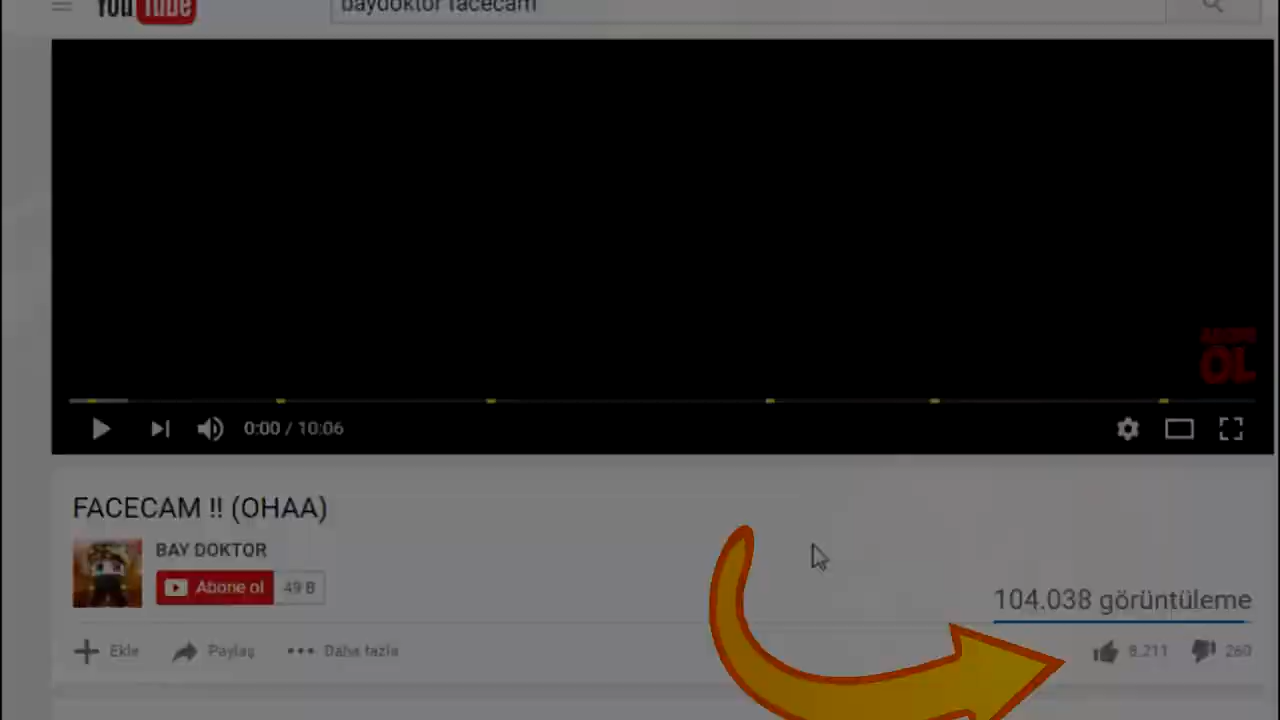 YouTube
baydoktor facecam
ABONE
OL
0:00 / 10:06
FACECAM !! (OHAA)
BAY DOKTOR
Abone ol 49 B
104.038 görüntüleme
Ekle Paylaş Daha fazla
8.211 260